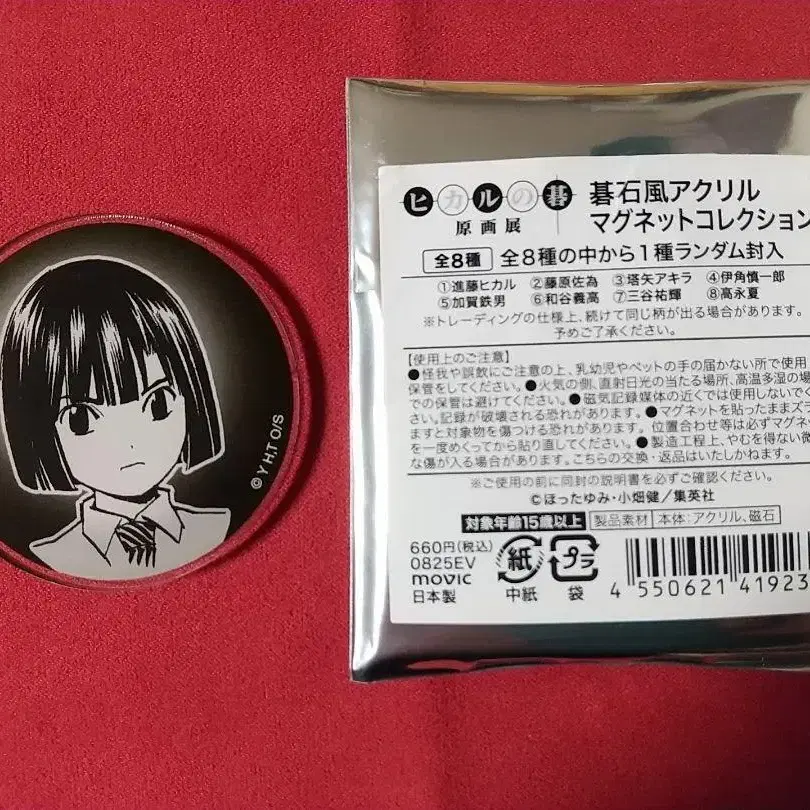 © Y H,T O/S
ヒカルの碁
原画展
碁石風アクリル
マグネットコレクション
全8種 全8種の中から1種ランダム封入
①進藤ヒカル ②藤原佐為 ③塔矢アキラ ④伊角慎一郎
⑤加賀鉄男 ⑥和谷義高 ⑦三谷祐輝 ⑧高永夏
※トレーディングの仕様上、続けて同じ柄が出る場合があります。
予めご了承ください。
【使用上のご注意】
●怪我や誤飲にご注意の上、乳幼児やペットの手の届かない所で使用
保管をしてください。●火気の側、直射日光の当たる場所、高温多湿の場
での保管は避けてください。●磁気記録媒体の近くでは使用しないでく
さい。記録が破壊される恐れがあります。●マグネットを貼ったままズラ
ますと対象物を傷つける恐れがあります。位置合わせ等は必ずマグネ
を一度めくってから貼り直してください。●製造工程上、やむを得ない微
な傷が入る場合があります。こちらの交換・返品はいたしかねます。
※ご使用の前に同封の説明書を必ずご確認ください。
©ほったゆみ・小畑健／集英社
対象年齢15歳以上 製品素材 本体:アクリル、磁石
660円(税込)
0825EV
movic
日本製
紙
中紙
プラ
袋
4 550621 41923